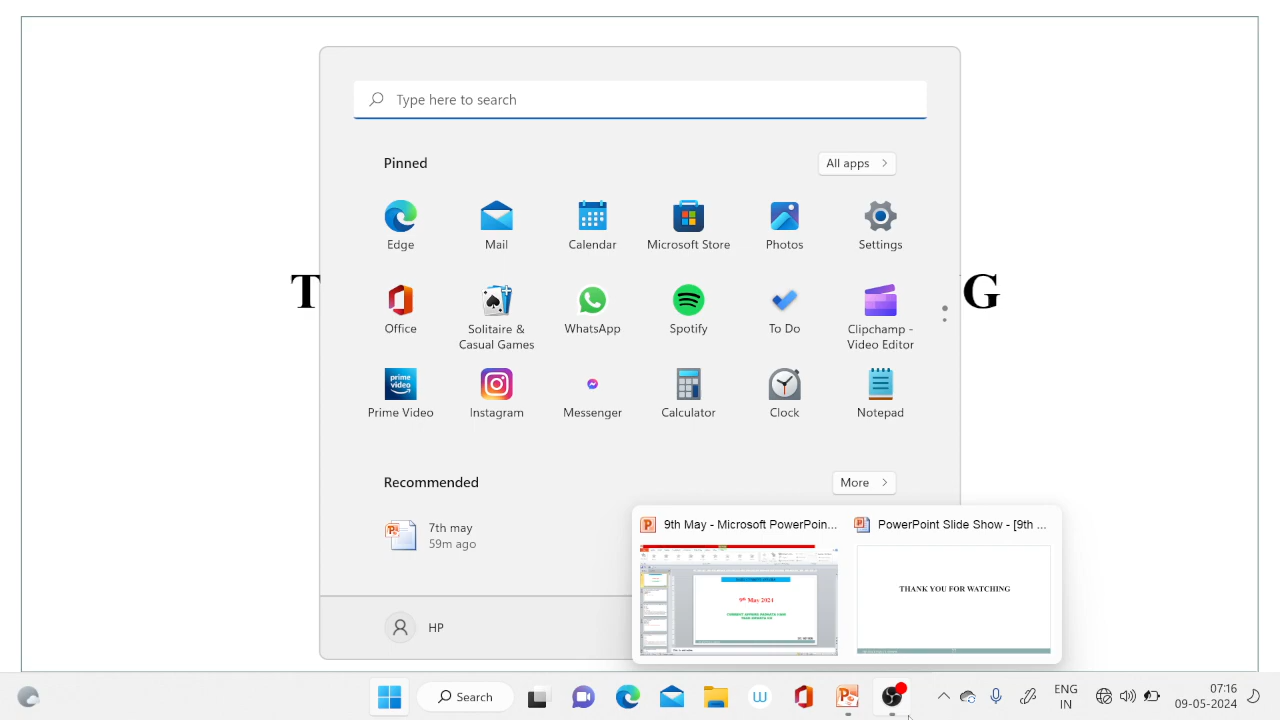 Type here to search
Pinned
All apps
Edge
Mail
Calendar
Microsoft Store
Photos
Settings
T
G
Office
Solitaire &
Casual Games
WhatsApp
Spotify
To Do
Clipchamp -
Video Editor
prime
video
Prime Video
Instagram
Messenger
Calculator
Clock
Notepad
Recommended
More
7th may
59m ago
9th May - Microsoft PowerPoin...
PowerPoint Slide Show - [9th ...
9th May 2024
THANK YOU FOR WATCHING
HP
Search
ENG
IN
07:16
09-05-2024